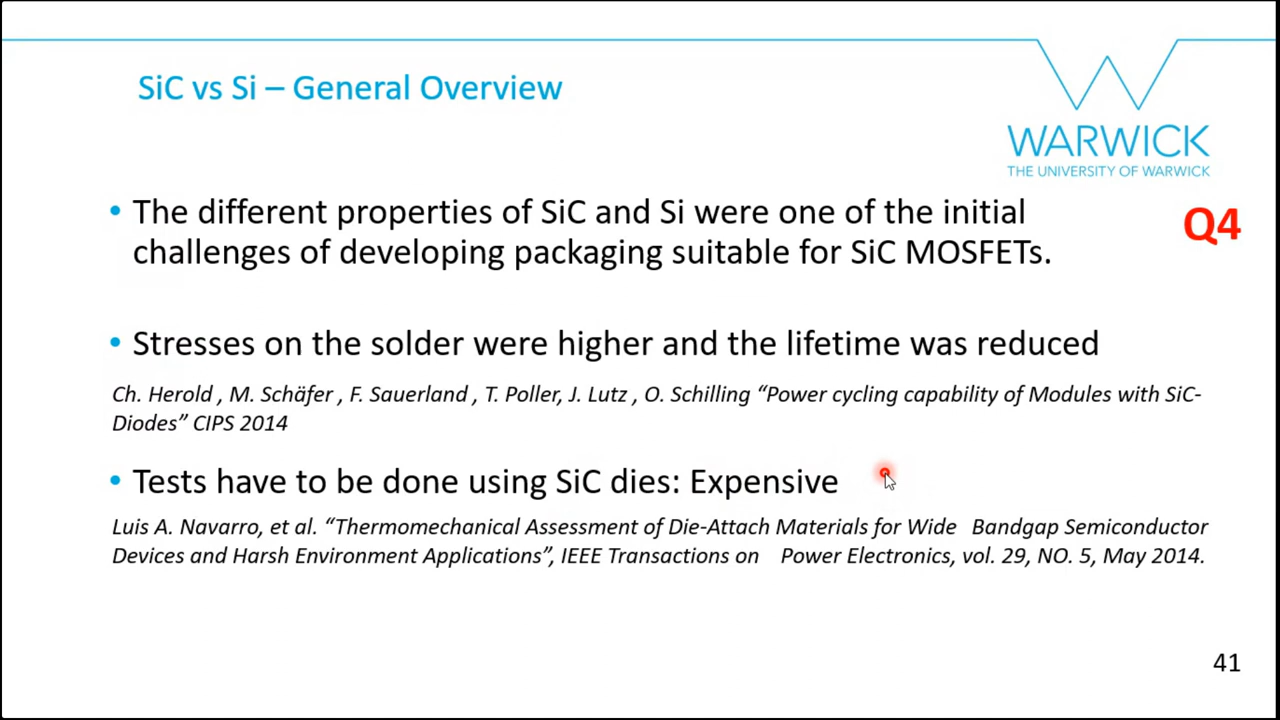 SiC vs Si – General Overview
WARWICK
THE UNIVERSITY OF WARWICK
• The different properties of SiC and Si were one of the initial
challenges of developing packaging suitable for SiC MOSFETs.
Q4
• Stresses on the solder were higher and the lifetime was reduced
Ch. Herold , M. Schäfer , F. Sauerland , T. Poller, J. Lutz , O. Schilling “Power cycling capability of Modules with SiC-
Diodes” CIPS 2014
• Tests have to be done using SiC dies: Expensive
Luis A. Navarro, et al. “Thermomechanical Assessment of Die-Attach Materials for Wide Bandgap Semiconductor
Devices and Harsh Environment Applications”, IEEE Transactions on Power Electronics, vol. 29, NO. 5, May 2014.
41